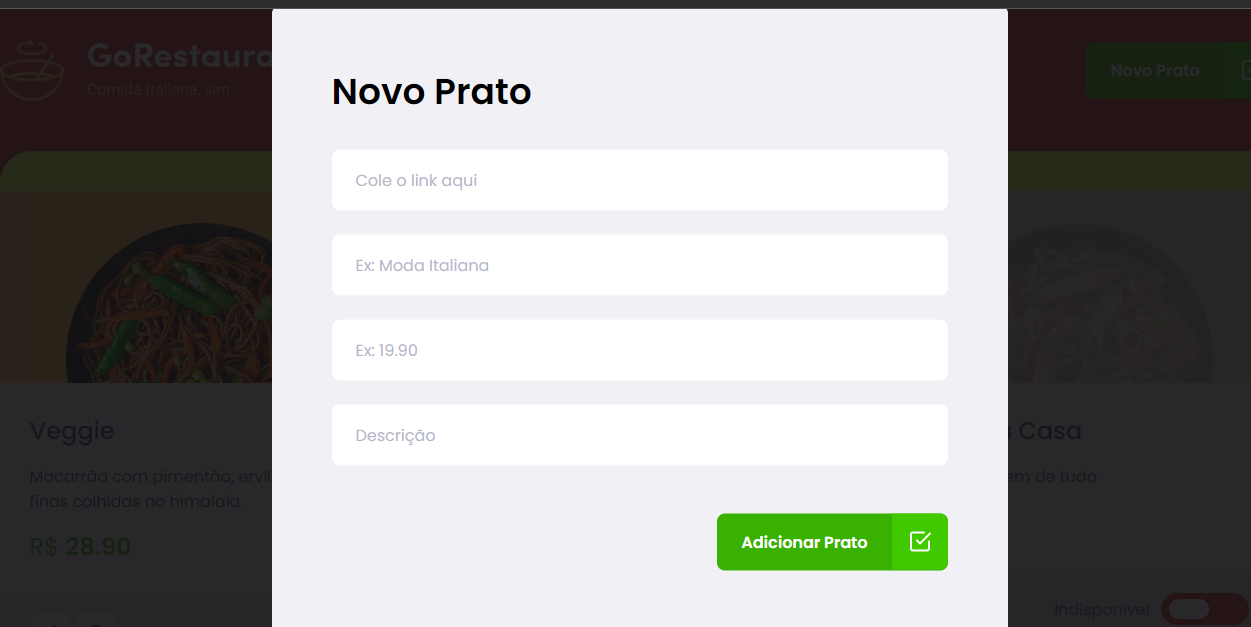 GoRestaura
Comida Italiana, sim
Novo Prato
Novo Prato
Cole o link aqui
Ex: Moda Italiana
Ex: 19.90
Descrição
Adicionar Prato
Veggie
Macarrão com pimentão, ervil
finas colhidas no himalaia.
R$ 28.90
Casa
em de tudo
Indisponível